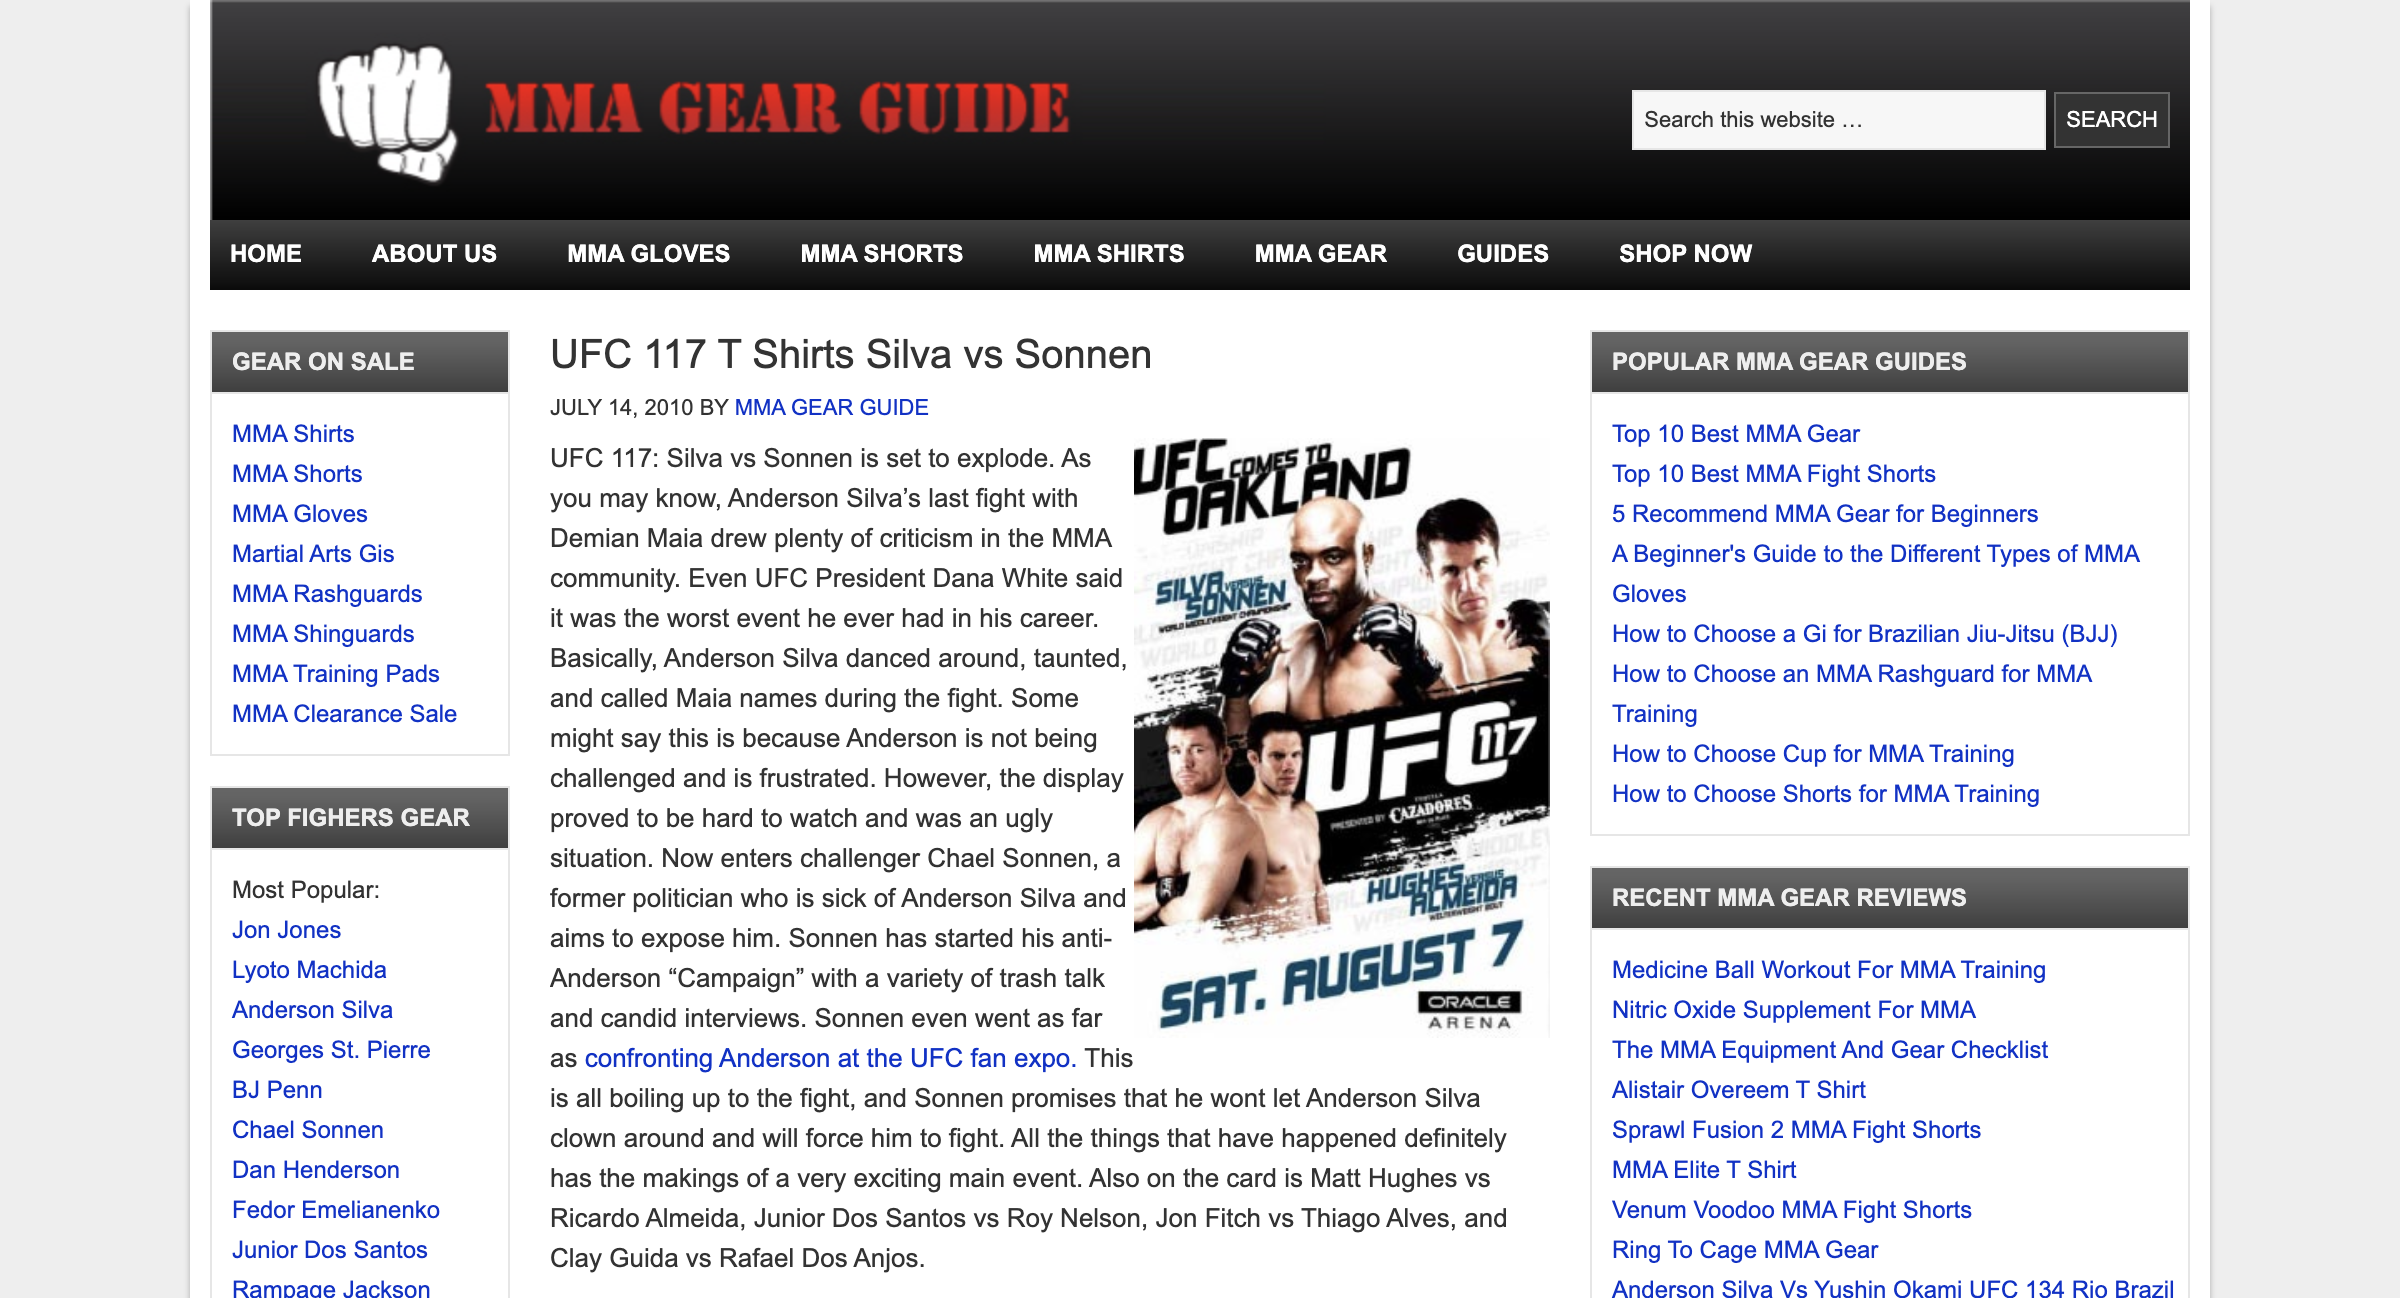 MMA GEAR GUIDE
Search this website …
SEARCH
HOME
ABOUT US
MMA GLOVES
MMA SHORTS
MMA SHIRTS
MMA GEAR
GUIDES
SHOP NOW
GEAR ON SALE
MMA Shirts
MMA Shorts
MMA Gloves
Martial Arts Gis
MMA Rashguards
MMA Shinguards
MMA Training Pads
MMA Clearance Sale
TOP FIGHERS GEAR
Most Popular:
Jon Jones
Lyoto Machida
Anderson Silva
Georges St. Pierre
BJ Penn
Chael Sonnen
Dan Henderson
Fedor Emelianenko
Junior Dos Santos
Rampage Jackson
UFC 117 T Shirts Silva vs Sonnen
JULY 14, 2010 BY MMA GEAR GUIDE
UFC 117: Silva vs Sonnen is set to explode. As
you may know, Anderson Silva’s last fight with
Demian Maia drew plenty of criticism in the MMA
community. Even UFC President Dana White said
it was the worst event he ever had in his career.
Basically, Anderson Silva danced around, taunted,
and called Maia names during the fight. Some
might say this is because Anderson is not being
challenged and is frustrated. However, the display
proved to be hard to watch and was an ugly
situation. Now enters challenger Chael Sonnen, a
former politician who is sick of Anderson Silva and
aims to expose him. Sonnen has started his anti-
Anderson “Campaign” with a variety of trash talk
and candid interviews. Sonnen even went as far
as confronting Anderson at the UFC fan expo. This
is all boiling up to the fight, and Sonnen promises that he wont let Anderson Silva
clown around and will force him to fight. All the things that have happened definitely
has the makings of a very exciting main event. Also on the card is Matt Hughes vs
Ricardo Almeida, Junior Dos Santos vs Roy Nelson, Jon Fitch vs Thiago Alves, and
Clay Guida vs Rafael Dos Anjos.
UFC COMES TO
OAKLAND
SILVA VERSUS
SONNEN
WORLD MIDDLEWEIGHT CHAMPIONSHIP
UFC 117
PRESENTED BY CAZADORES
HUGHES VERSUS
ALMEIDA
WELTERWEIGHT BOUT
SAT. AUGUST 7
ORACLE
ARENA
POPULAR MMA GEAR GUIDES
Top 10 Best MMA Gear
Top 10 Best MMA Fight Shorts
5 Recommend MMA Gear for Beginners
A Beginner's Guide to the Different Types of MMA
Gloves
How to Choose a Gi for Brazilian Jiu-Jitsu (BJJ)
How to Choose an MMA Rashguard for MMA
Training
How to Choose Cup for MMA Training
How to Choose Shorts for MMA Training
RECENT MMA GEAR REVIEWS
Medicine Ball Workout For MMA Training
Nitric Oxide Supplement For MMA
The MMA Equipment And Gear Checklist
Alistair Overeem T Shirt
Sprawl Fusion 2 MMA Fight Shorts
MMA Elite T Shirt
Venum Voodoo MMA Fight Shorts
Ring To Cage MMA Gear
Anderson Silva Vs Yushin Okami UFC 134 Rio Brazil